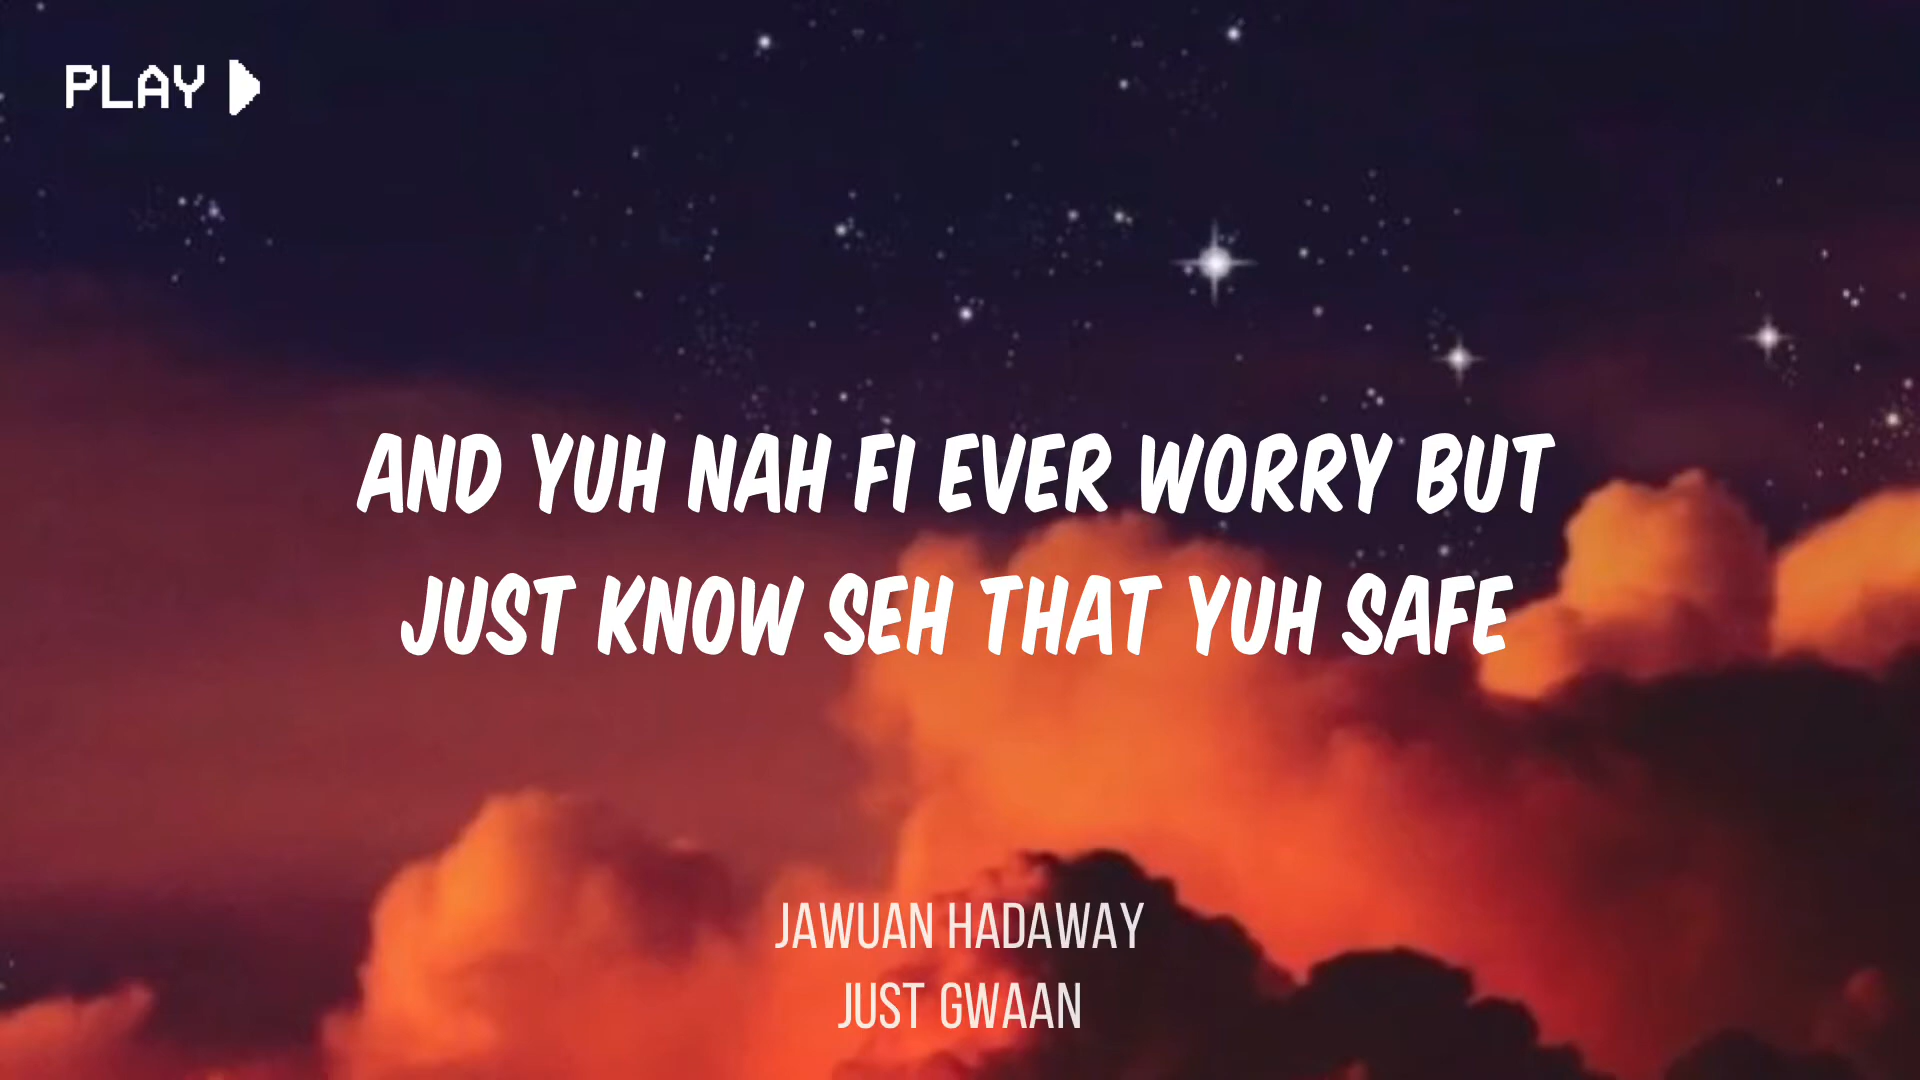 PLAY
AND YUH NAH FI EVER WORRY BUT
JUST KNOW SEH THAT YUH SAFE
JAWUAN HADAWAY
JUST GWAAN